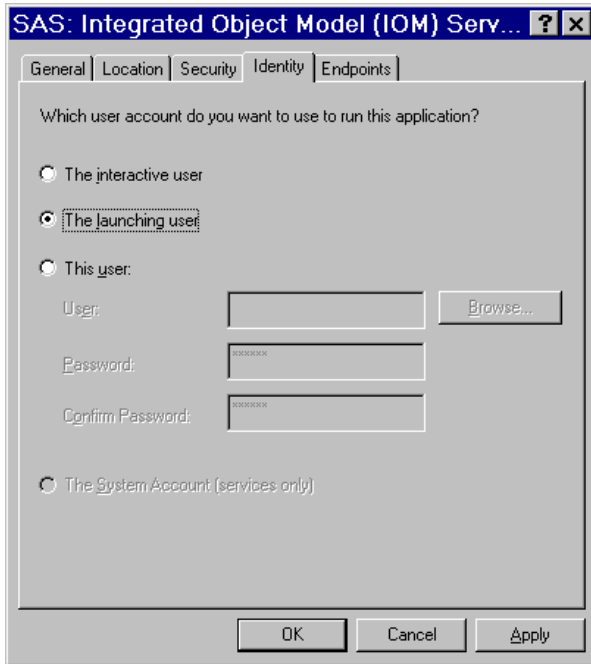 SAS: Integrated Object Model (IOM) Serv...
General Location Security Identity Endpoints
Which user account do you want to use to run this application?
The interactive user
The launching user
This user:
User:
Browse...
Password:
xxxxxx
Confirm Password:
xxxxxx
The System Account (services only)
OK Cancel Apply